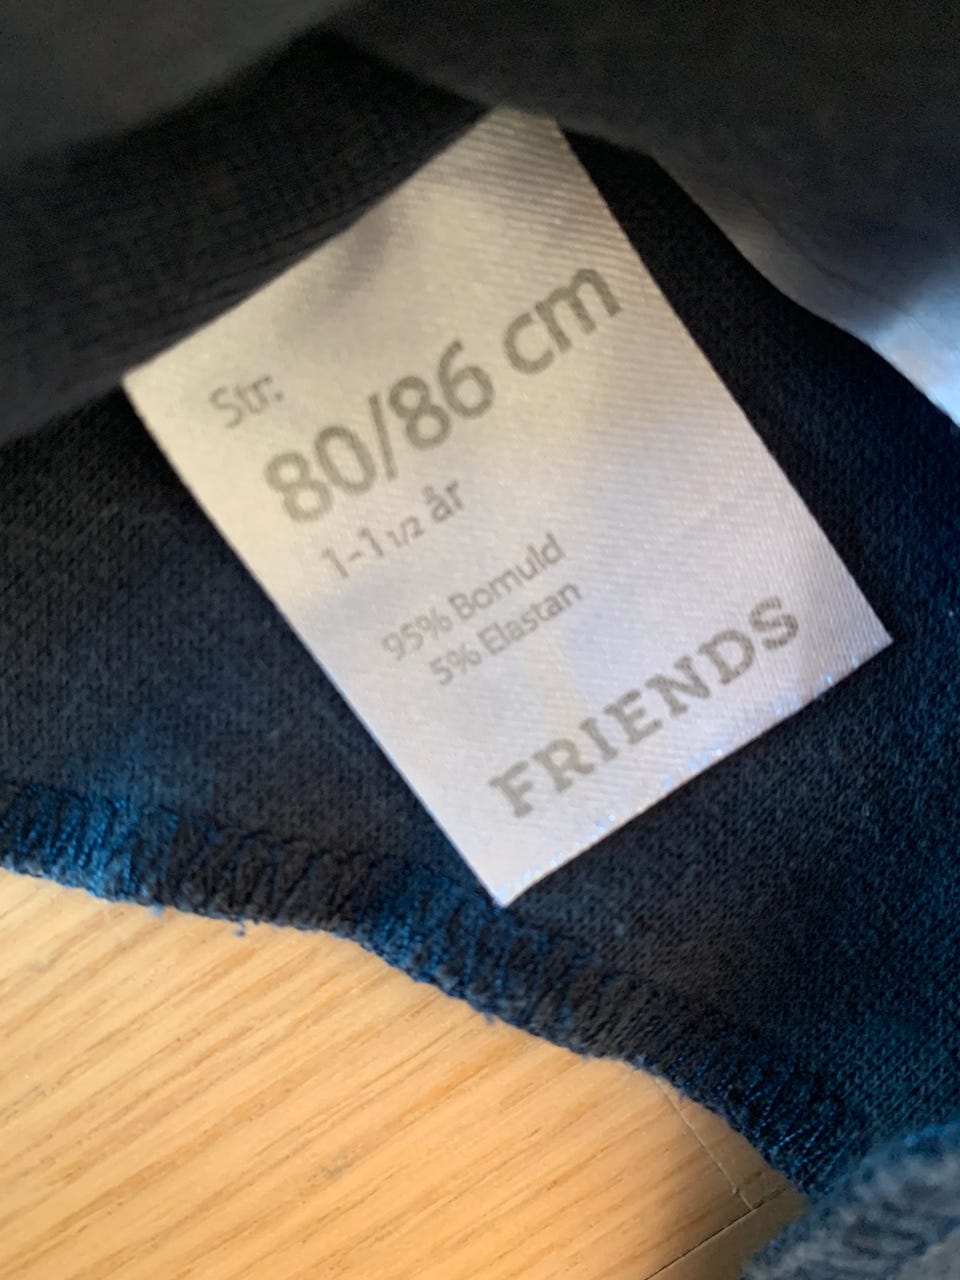 Str:
80/86 cm
1-1 1/2 år
95% Bomuld
5% Elastan
FRIENDS